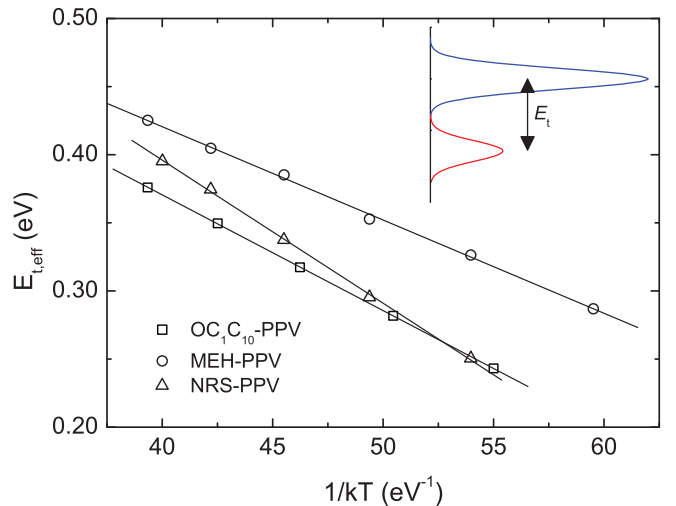 0.50
0.40
0.30
0.20
E_t,eff (eV)
E_t
OC₁C₁₀-PPV
MEH-PPV
NRS-PPV
40 45 50 55 60
1/kT (eV⁻¹)